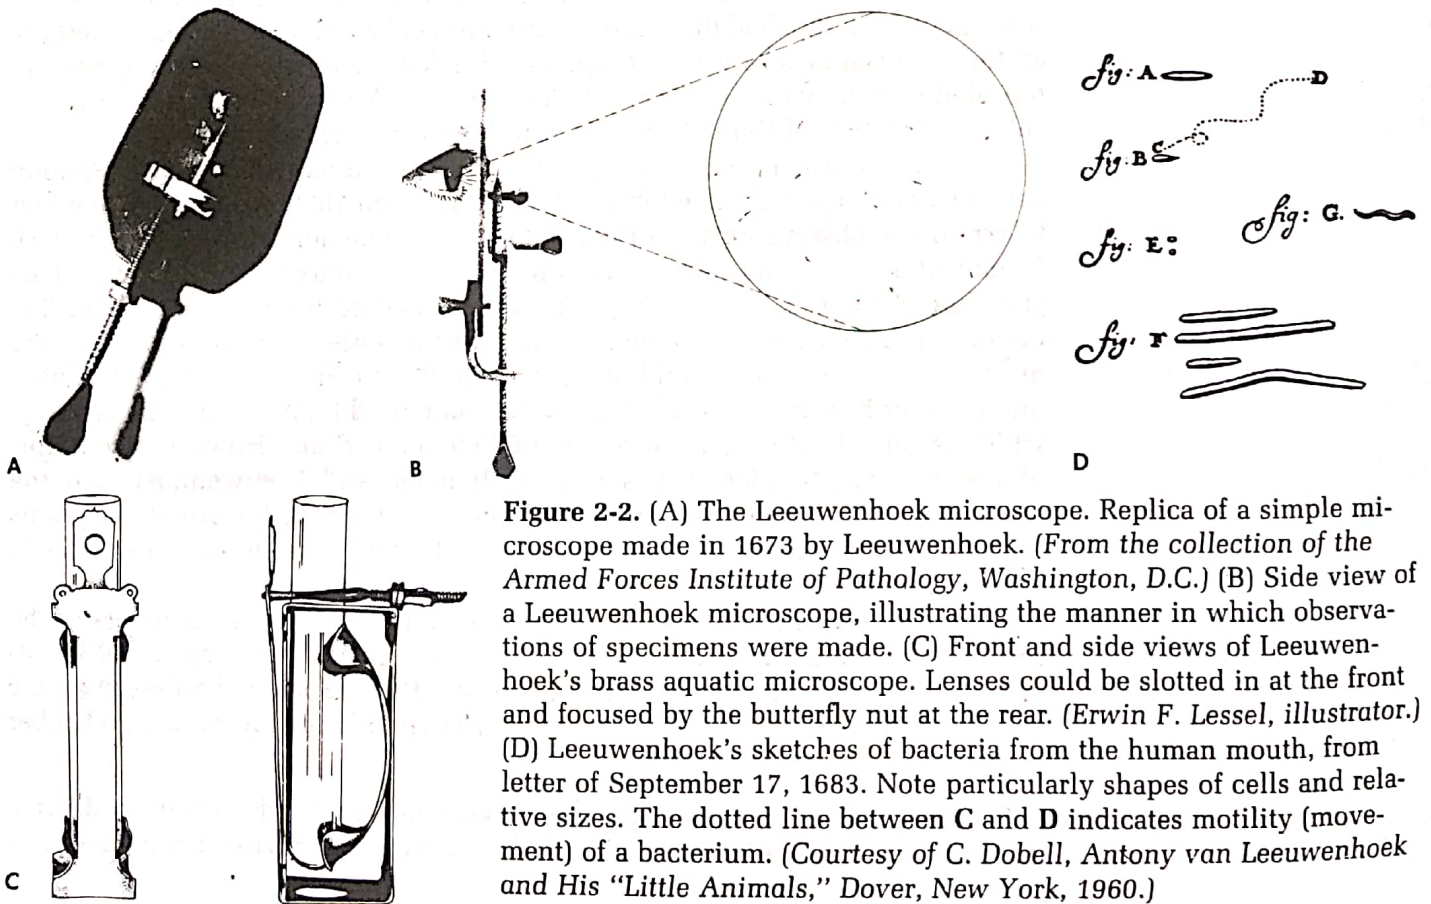 fig: A
D
fig: B C
fig: G.
fig: E
fig. F
A
B
D
C
Figure 2-2. (A) The Leeuwenhoek microscope. Replica of a simple mi-
croscope made in 1673 by Leeuwenhoek. (From the collection of the
Armed Forces Institute of Pathology, Washington, D.C.) (B) Side view of
a Leeuwenhoek microscope, illustrating the manner in which observa-
tions of specimens were made. (C) Front and side views of Leeuwen-
hoek's brass aquatic microscope. Lenses could be slotted in at the front
and focused by the butterfly nut at the rear. (Erwin F. Lessel, illustrator.)
(D) Leeuwenhoek's sketches of bacteria from the human mouth, from
letter of September 17, 1683. Note particularly shapes of cells and rela-
tive sizes. The dotted line between C and D indicates motility (move-
ment) of a bacterium. (Courtesy of C. Dobell, Antony van Leeuwenhoek
and His "Little Animals," Dover, New York, 1960.)